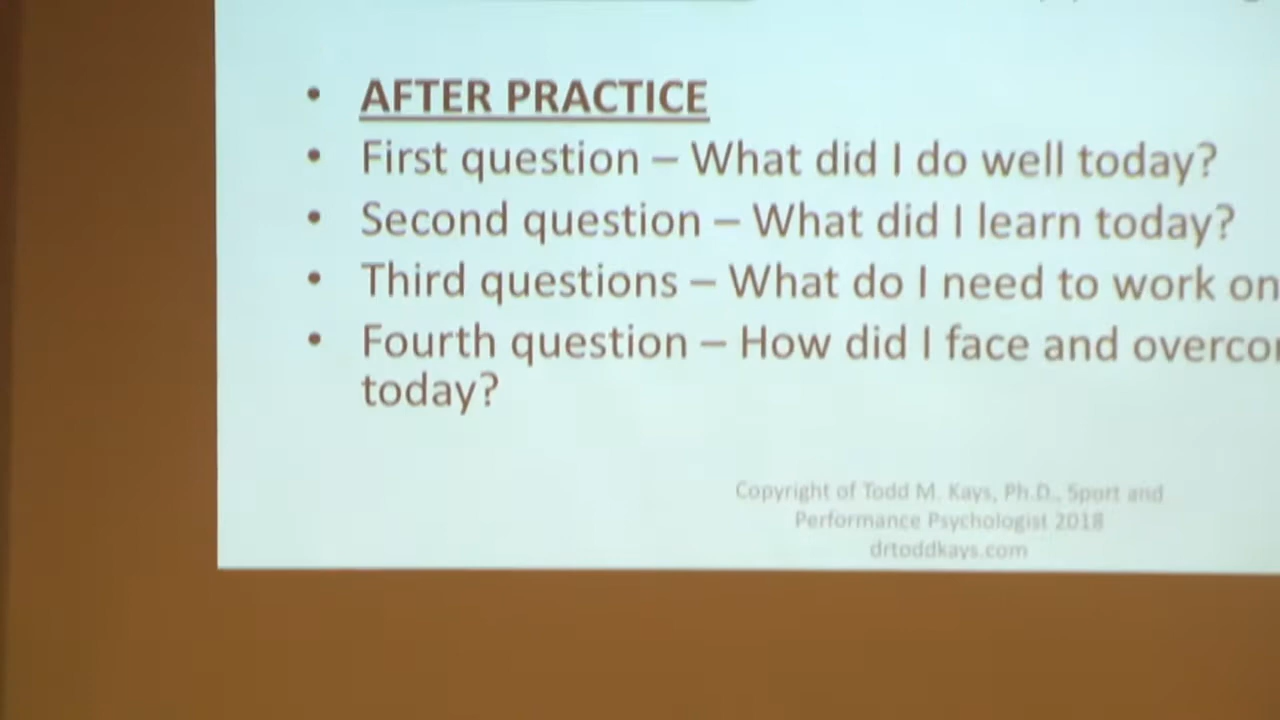 • AFTER PRACTICE
• First question – What did I do well today?
• Second question – What did I learn today?
• Third questions – What do I need to work on
• Fourth question – How did I face and
today?
Copyright of Todd M. Kays, Ph.D., Sport and
Performance Psychologist 2018
drtoddkays.com